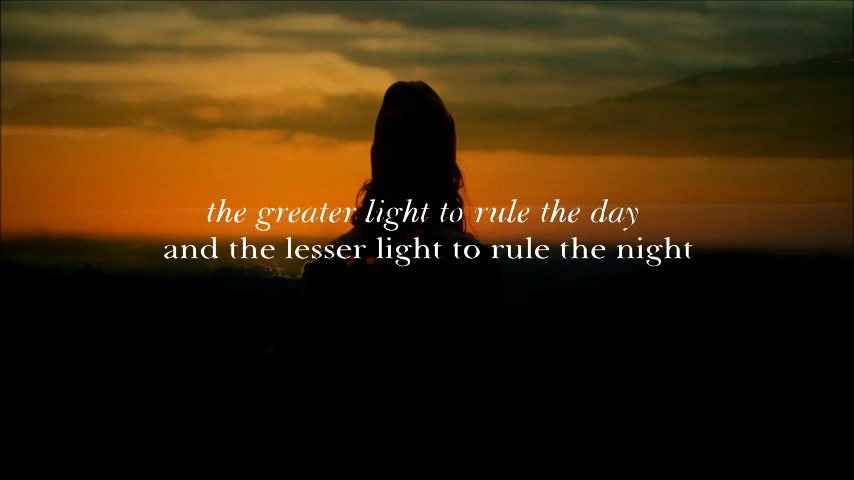 the greater light to rule the day
and the lesser light to rule the night